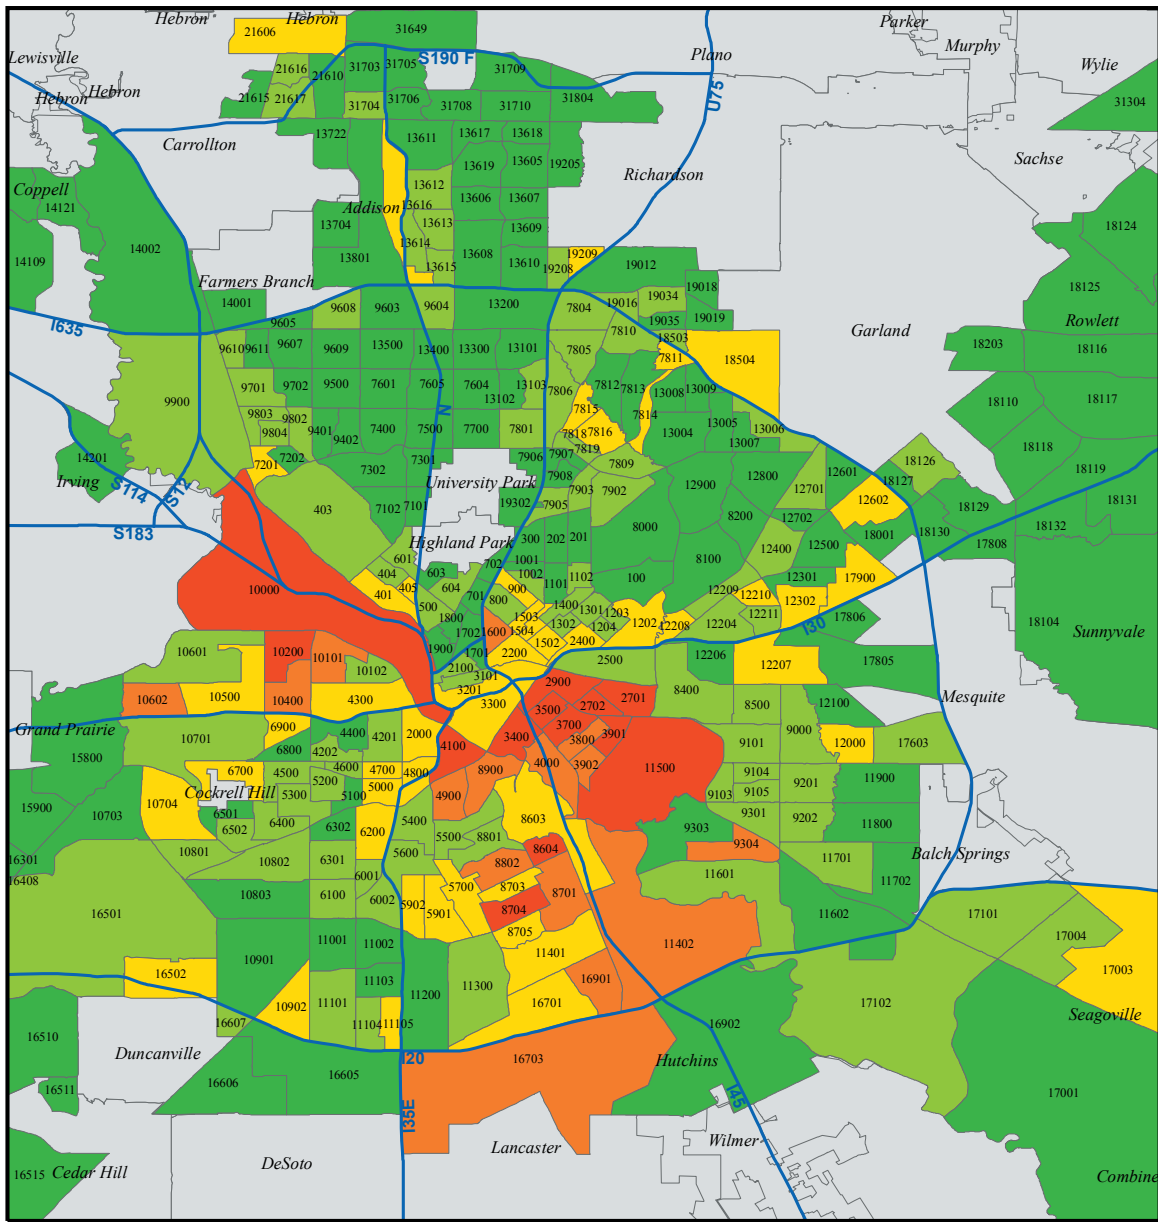 Hebron Hebron
21606 31649 Parker
Plano Murphy
Lewisville 21616 21610 31703 31705 S190 F 31709 Wylie
Hebron Hebron 21615 21617 31704 31706 31708 31710 31804 U75 31304
13722 13611 13617 13618
Carrollton 13619 13605 19205 Sachse
Coppell 13612 Richardson
14121 Addison 13616 13606 13607
13704 13613 13609 18124
14002 13614 13608
14109 13801 13615 13610 19208 19209 19012
Farmers Branch 19018 18125
14001 9608 9603 9604 13200 7804 19016 19034
I635 9605 7810 19035 19019 Garland Rowlett
9610 9611 9607 9609 13500 13400 13300 13101 7805 18503 7811 18504 18203 18116
9900 9701 9702 9500 7601 7605 7604 13103 7806 7812 7813 13008 13009
13102 18110 18117
9803 9802 N 7815 7814 13005
9804 9401 9402 7400 7500 7700 7801 7818 7816 13004 13007 13006
14201 7201 7202 7302 7301 7906 7907 7819 7809 18126 18118
Irving University Park 7908 12900 12800 12601 18127 18119
S114 S12 403 7102 7101 19302 7905 7903 7902 12701 12602 18129 18131
S183 8000 8200 12702 18130 18132
Highland Park 300 202 201 12500 18001 17808
601 702 1001 8100 12400
404 405 603 1002 1101 1102 100 12301 17900
10000 401 604 701 800 900 12209 12210 12302
500 1400 1301 1203 12211 17806 18104
1800 1503 1302 1204 1202 12208 12204 I30 Sunnyvale
10601 10200 10101 1702 1600 1504 1502 2400
1900 1701 2200 2500 12206 12207 17805
10102 2100 3101
10602 10500 10400 4300 3201 3300 2900 2702 2701 8400 Mesquite
8500 12100
Grand Prairie 6900 4400 4201 2000 3500 3700
10701 6800 4202 4100 3400 3800 3901 9101 9000 12000 17603
15800 6700 4500 4600 4700 4800 8900 4000 3902 11500 9104 9201 11900
Cockrell Hill 5200 5000
15900 10704 5300 5100 4900 9103 9105
10703 6501 6400 5400 8603 9301 9202 11800
6502 6302 6200 5500 8801 9303
16301 10801 5600 8604 9304 Balch Springs
10802 6301 8802 11701
16408 6001 5700 8703 11601 11702
10803 6100 6002 5902 8701
16501 5901 8704 11602 17101
11001 11002 8705 17004
10901 11401 11402
16502 11103 16901 17003
10902 11101 11200 11300 16701 17102
16607 11104 11105 16902 Seagoville
16510 Duncanville I20 16703 Hutchins
16511 16606 16605 17001
I35E I45
Lancaster Wilmer
16515 Cedar Hill DeSoto Combine